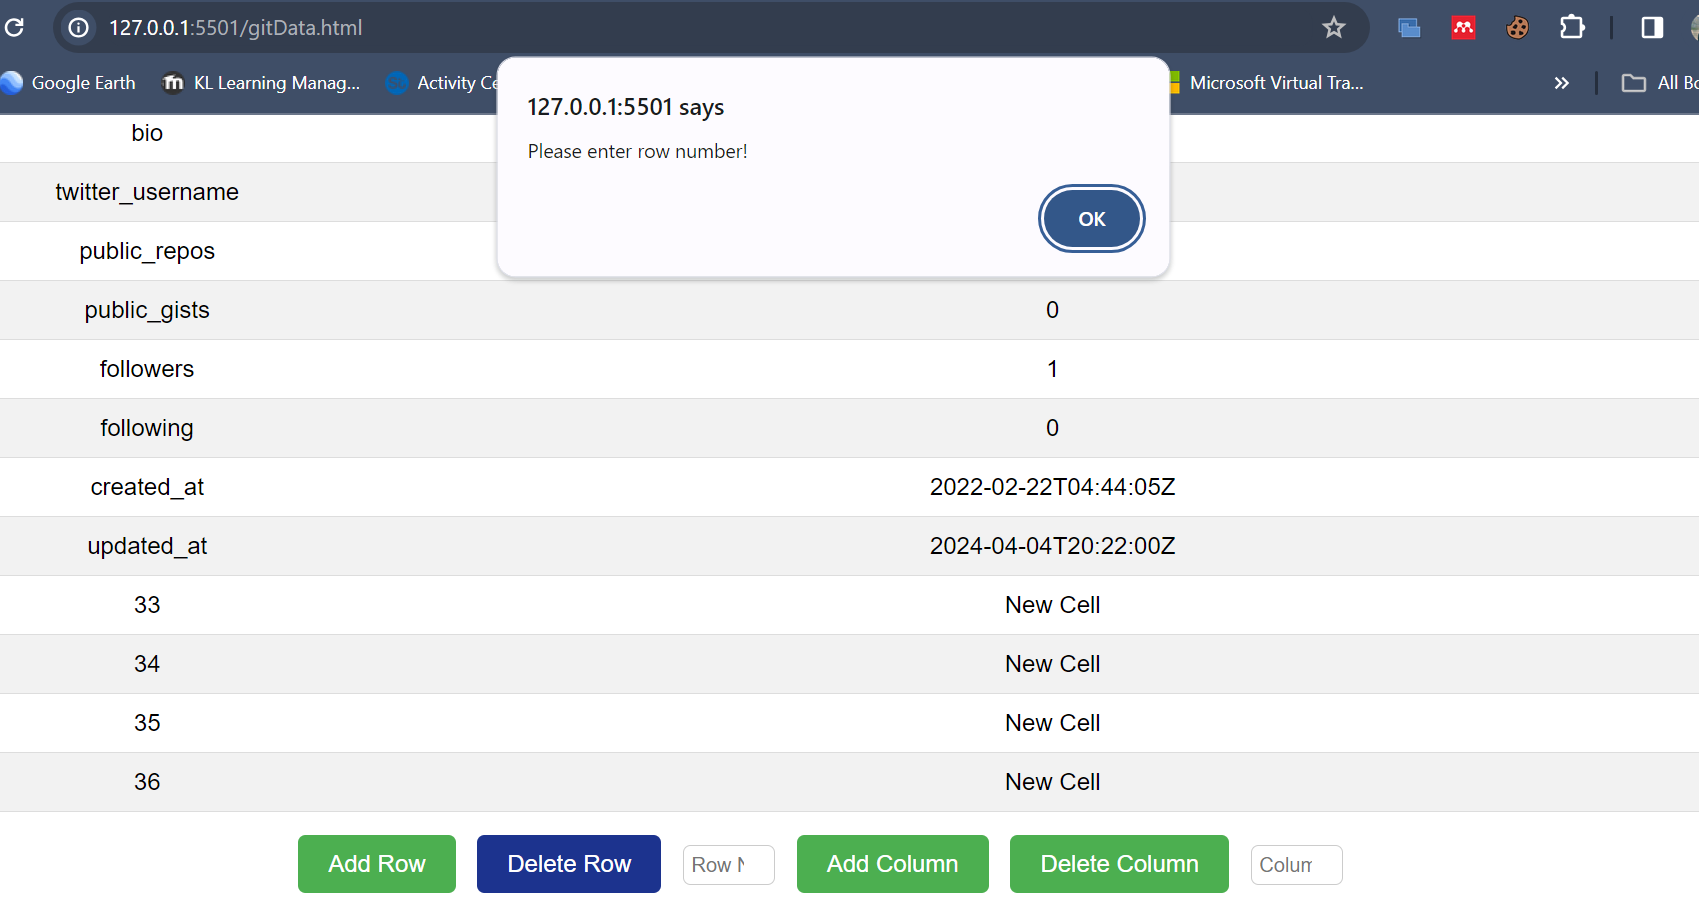 127.0.0.1:5501/gitData.html
Google Earth KL Learning Manag... Activity Ce Microsoft Virtual Tra... All Bo
127.0.0.1:5501 says
Please enter row number!
OK
bio
twitter_username
public_repos
public_gists 0
followers 1
following 0
created_at 2022-02-22T04:44:05Z
updated_at 2024-04-04T20:22:00Z
33 New Cell
34 New Cell
35 New Cell
36 New Cell
Add Row Delete Row Row N Add Column Delete Column Colum